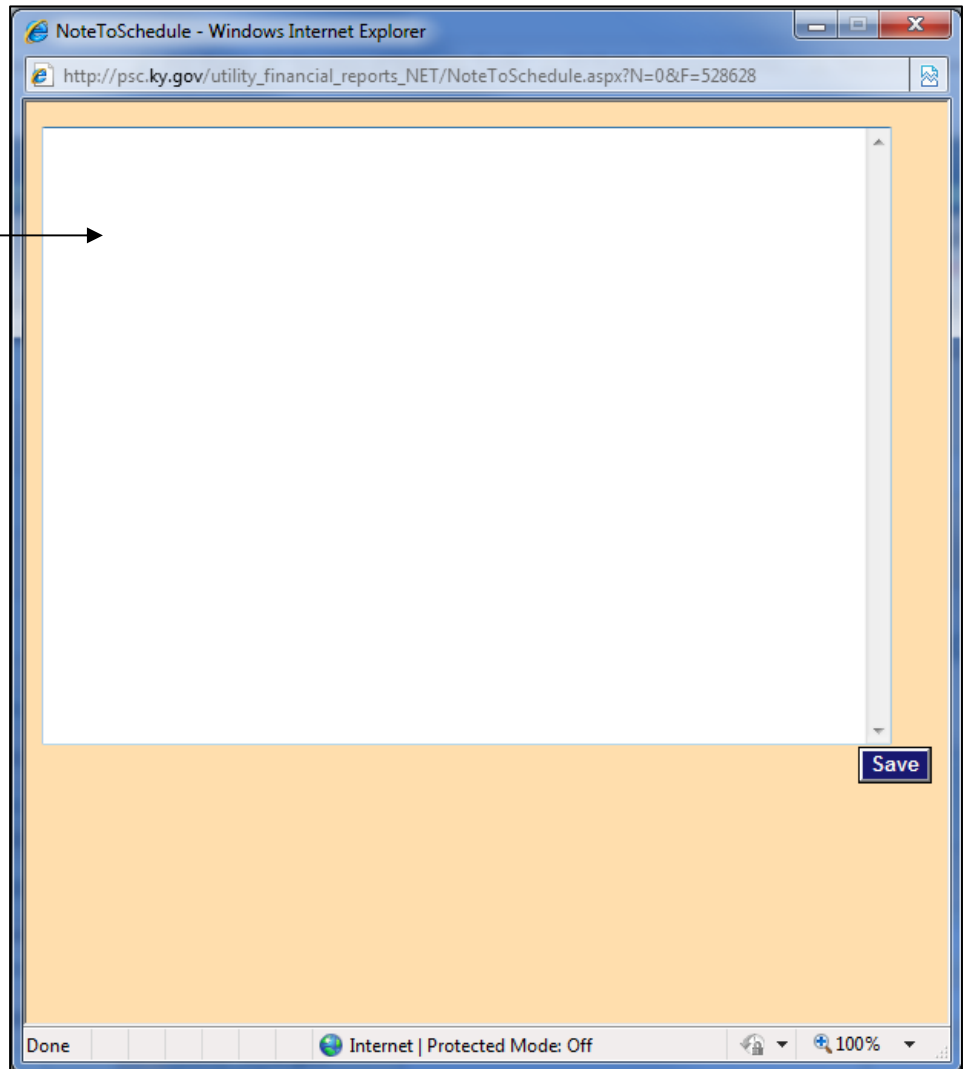 NoteToSchedule - Windows Internet Explorer
http://psc.ky.gov/utility_financial_reports_NET/NoteToSchedule.aspx?N=0&F=528628
Save
Done Internet | Protected Mode: Off 100%